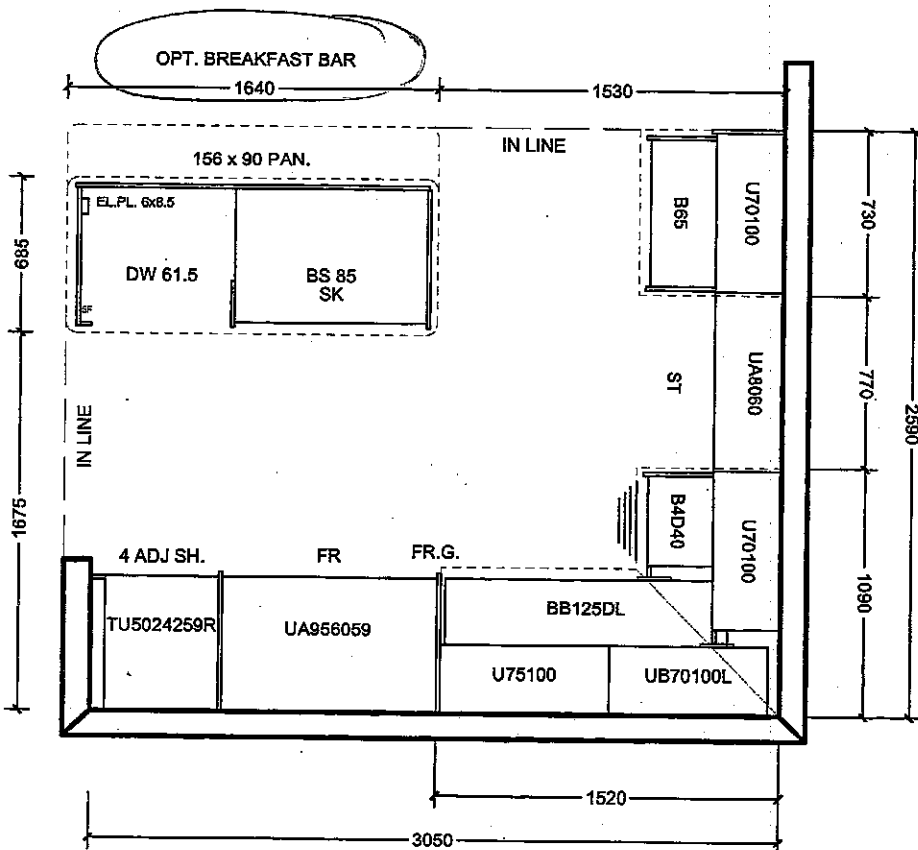 OPT. BREAKFAST BAR
1640
1530
IN LINE
156 x 90 PAN.
EL.PL. 6x6.5
DW 61.5
BS 85
SK
B65
U70100
730
685
ST
UA8060
770
2590
IN LINE
1675
B4D40
U70100
1090
4 ADJ SH.
FR
FR.G.
TU5024259R
UA956059
BB125DL
U75100
UB70100L
1520
3050